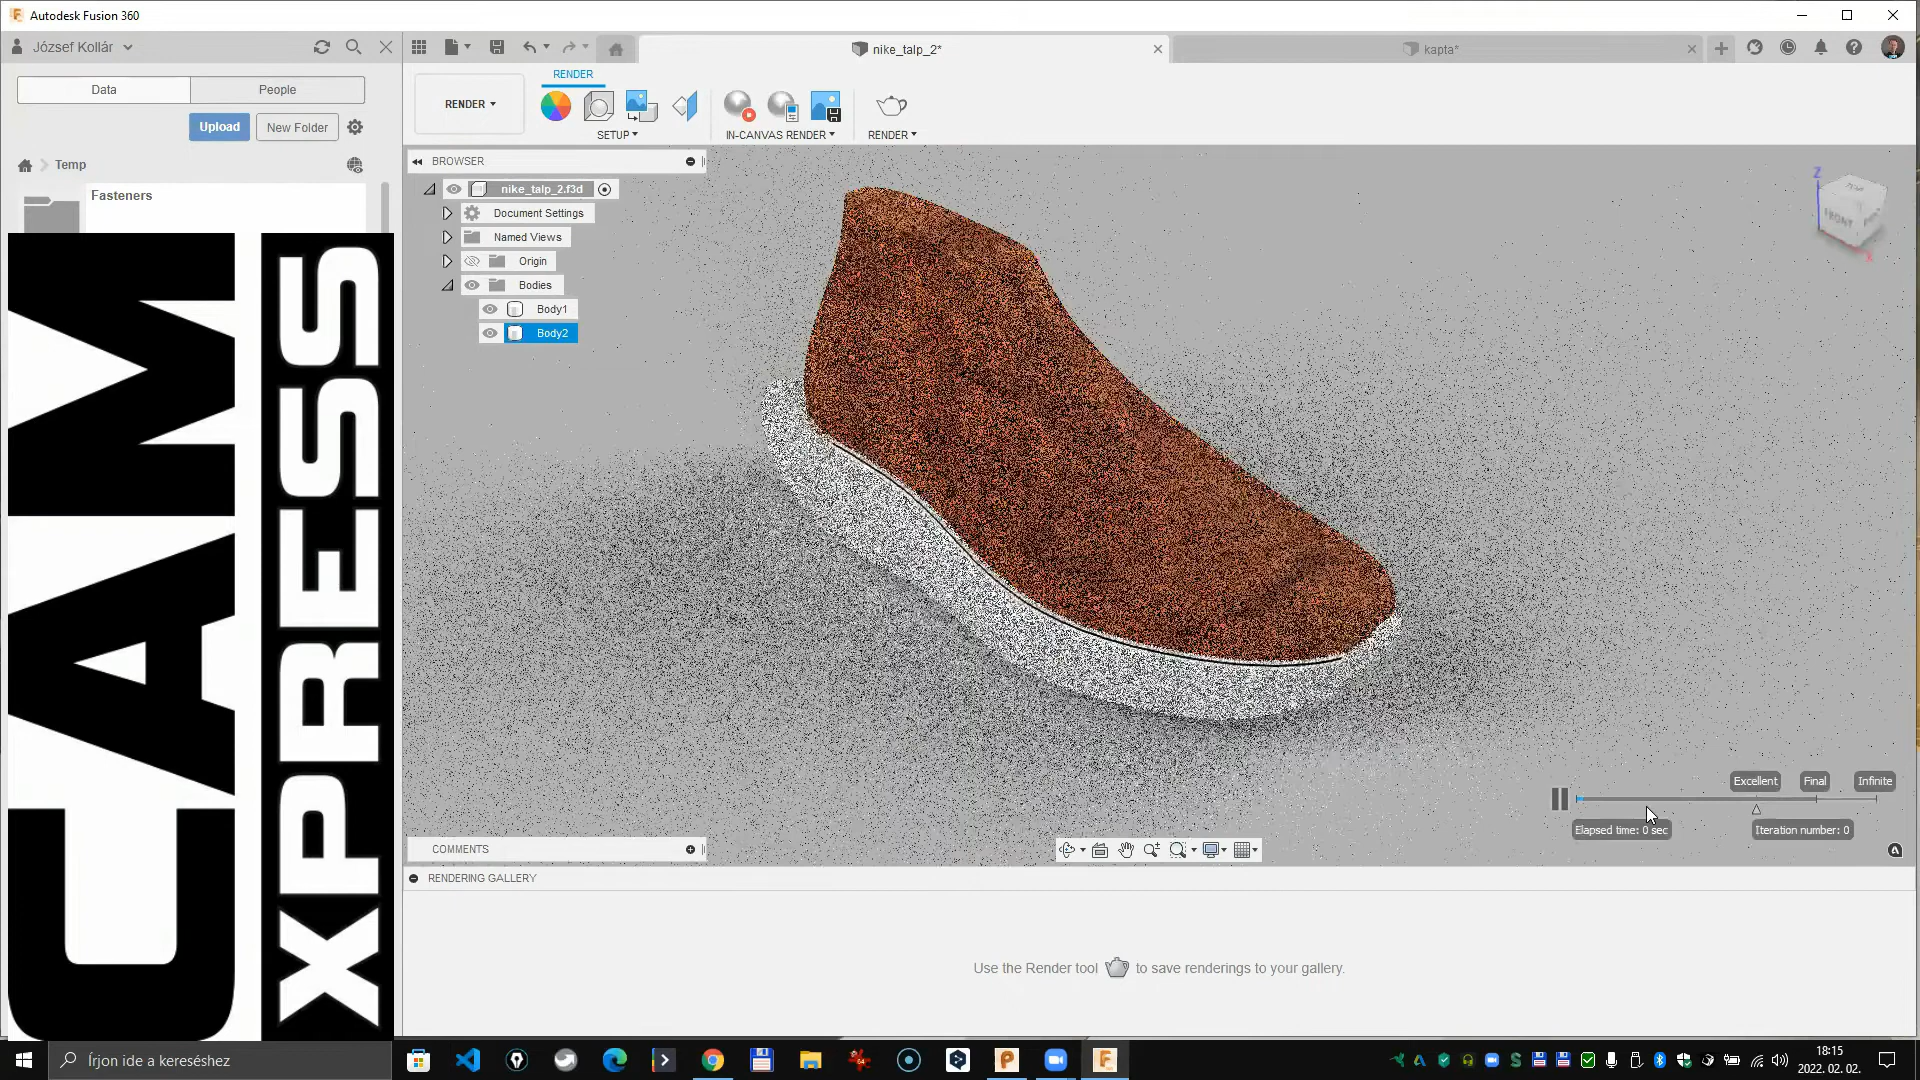 Autodesk Fusion 360
József Kollár
nike_talp_2*
kapta*
Data
People
Upload
New Folder
Temp
Fasteners
RENDER
RENDER
SETUP
IN-CANVAS RENDER
RENDER
BROWSER
nike_talp_2.f3d
Document Settings
Named Views
Origin
Bodies
Body1
Body2
Z
FRONT
X
CAM
XPRESS
Excellent
Final
Infinite
Elapsed time: 0 sec
Iteration number: 0
COMMENTS
RENDERING GALLERY
Use the Render tool to save renderings to your gallery.
Írjon ide a kereséshez
18:15
2022. 02. 02.